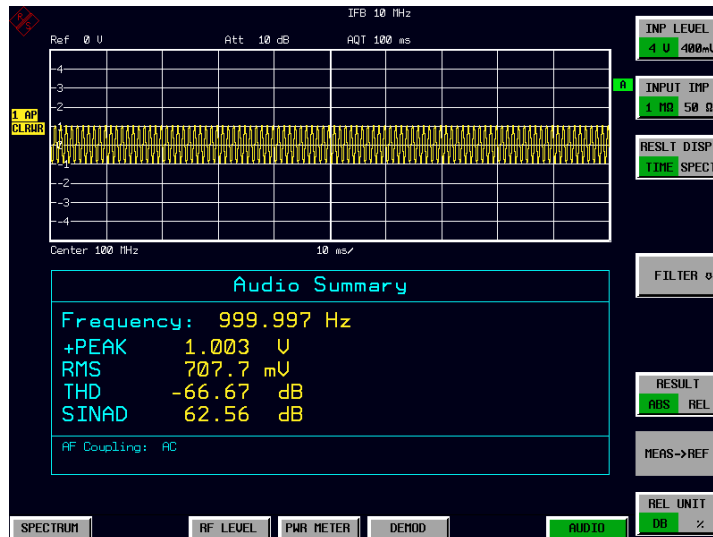 IFB 10 MHz
Ref 0 V Att 10 dB AQT 100 ms
INP LEVEL
4 V 400mV
-4
-3
-2
-1
0
-1
-2
-3
-4
1 AP
CLRWR
A
INPUT IMP
1 MΩ 50 Ω
RESLT DISP
TIME SPECT
Center 100 MHz 10 ms/
FILTER
Audio Summary
Frequency: 999.997 Hz
+PEAK 1.003 V
RMS 707.7 mV
THD -66.67 dB
SINAD 62.56 dB
AF Coupling: AC
RESULT
ABS REL
MEAS->REF
REL UNIT
DB %
SPECTRUM RF LEVEL PWR METER DEMOD AUDIO